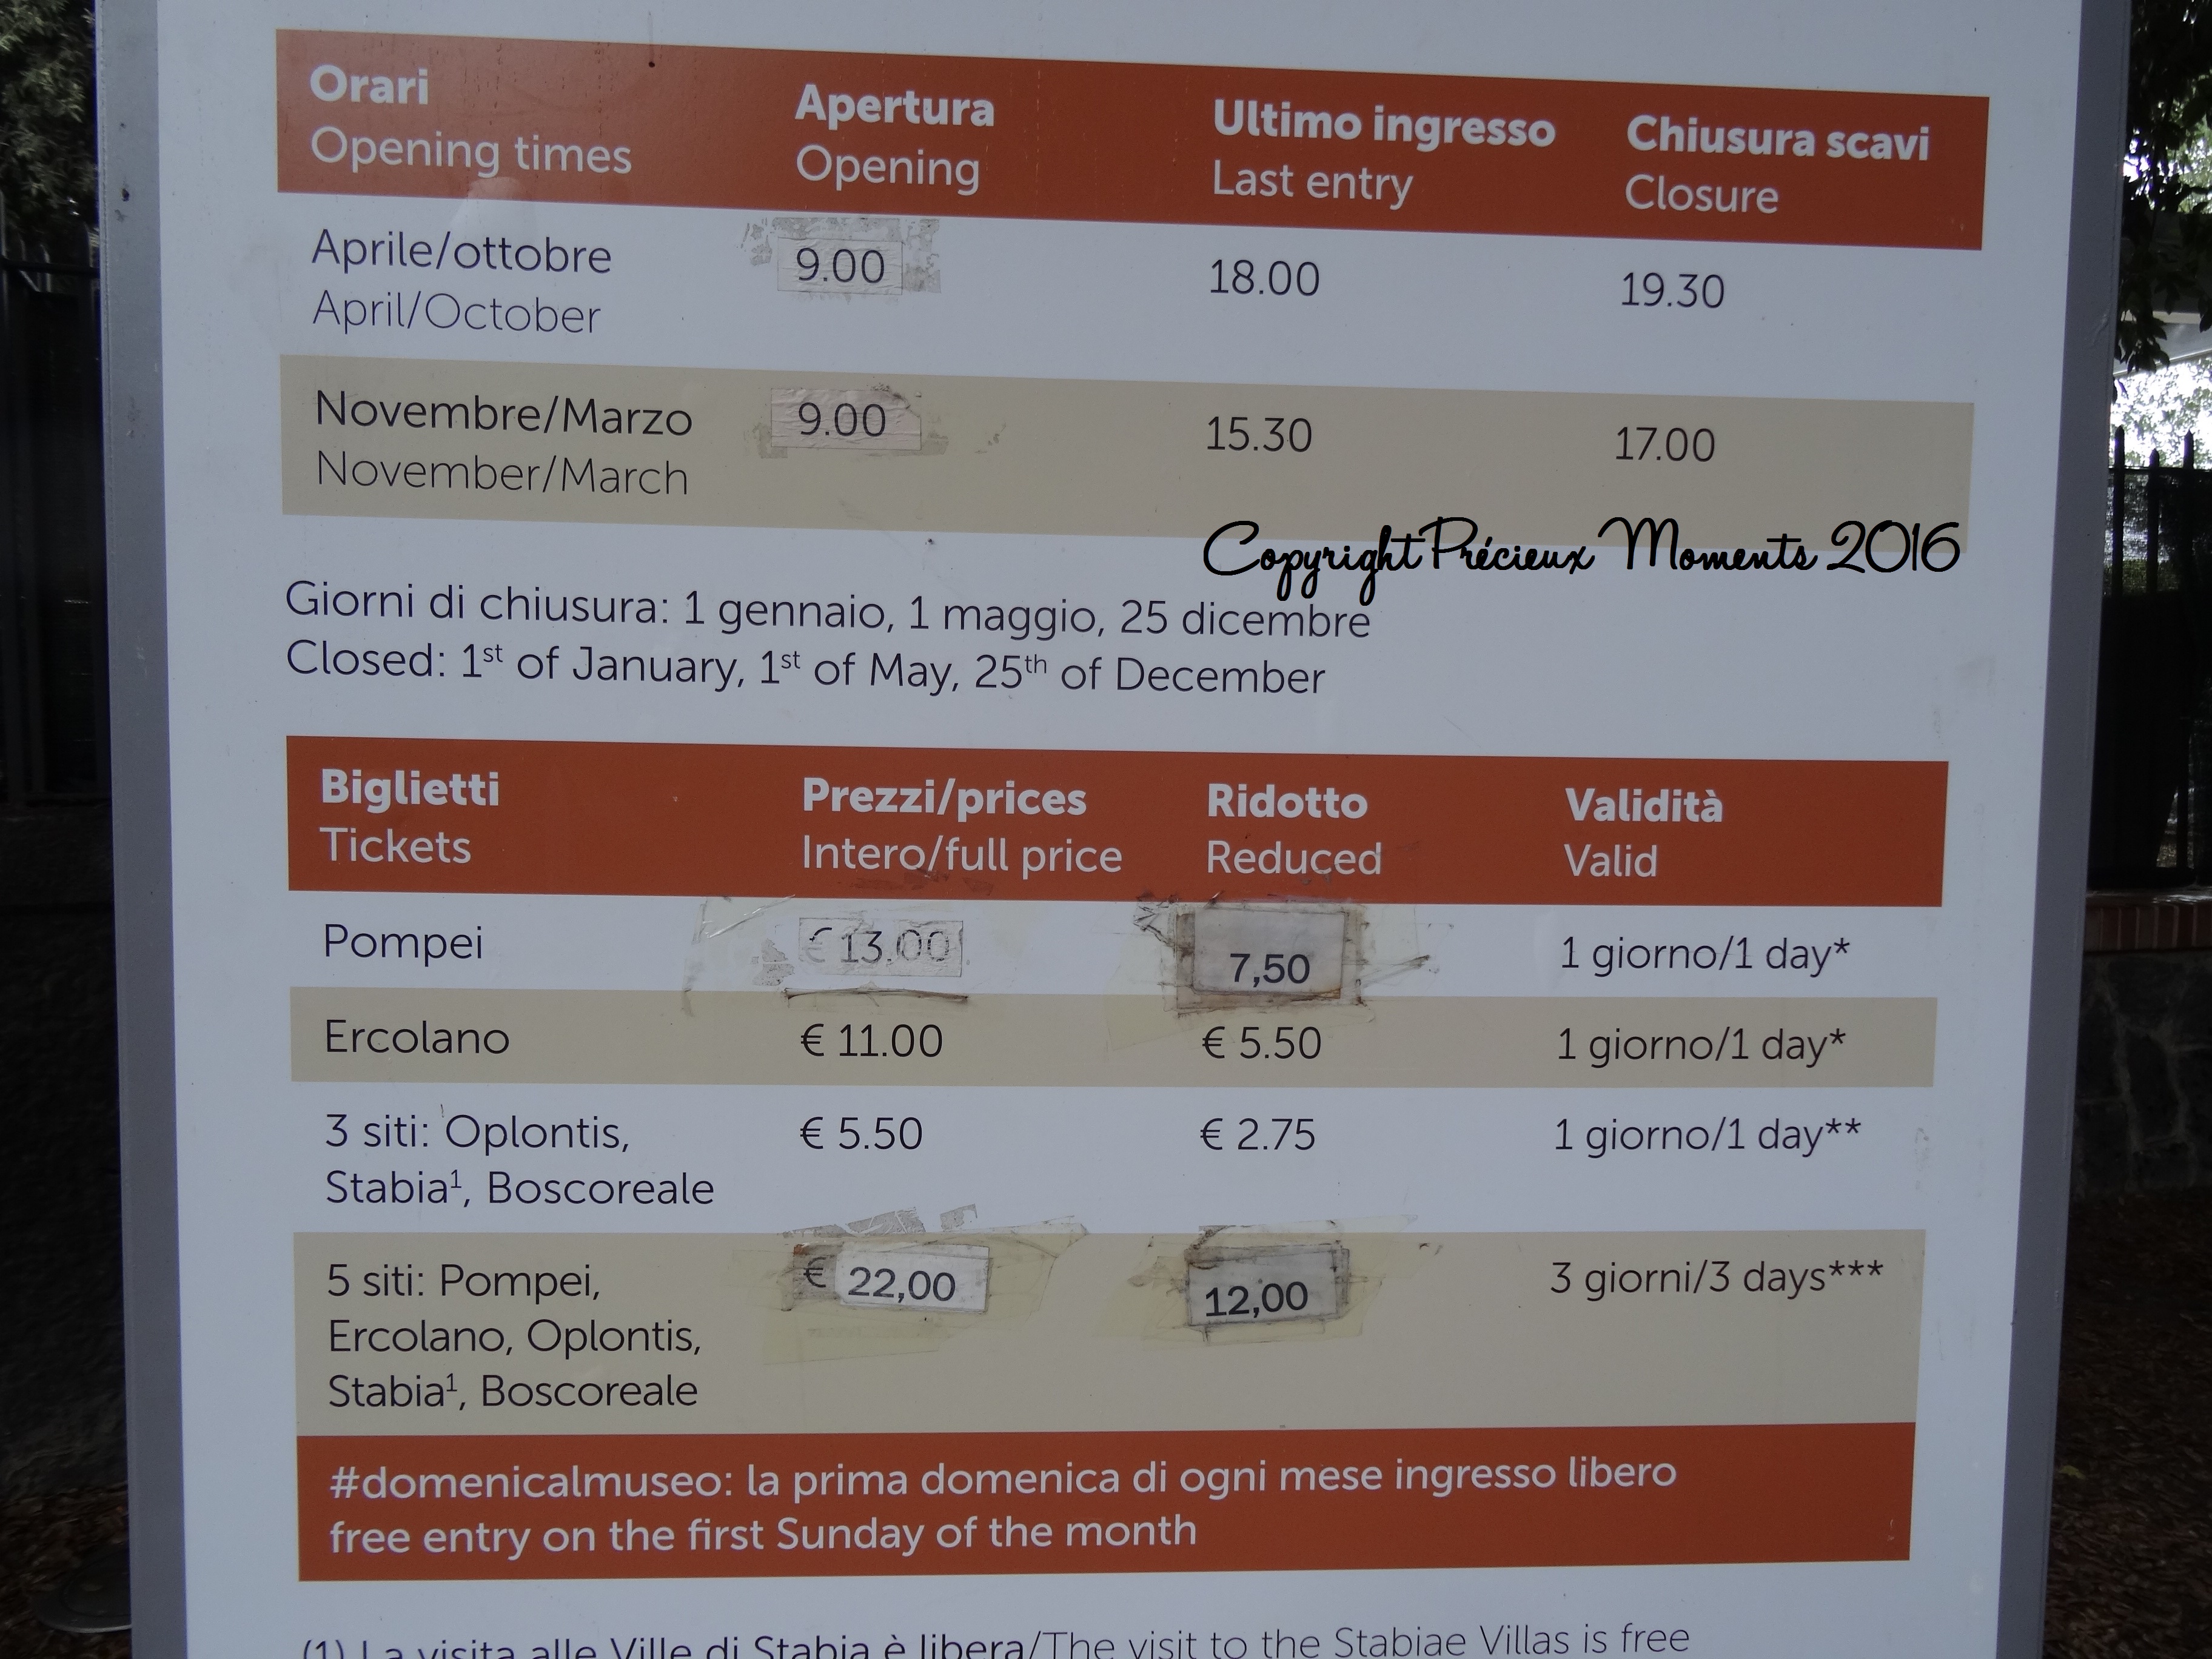 Orari Apertura Ultimo ingresso Chiusura scavi
Opening times Opening Last entry Closure
Aprile/ottobre 9.00 18.00 19.30
April/October
Novembre/Marzo 9.00 15.30 17.00
November/March
Copyright Précieux Moments 2016
Giorni di chiusura: 1 gennaio, 1 maggio, 25 dicembre
Closed: 1st of January, 1st of May, 25th of December
Biglietti Prezzi/prices Ridotto Validità
Tickets Intero/full price Reduced Valid
Pompei € 13.00 7,50 1 giorno/1 day*
Ercolano € 11.00 € 5.50 1 giorno/1 day*
3 siti: Oplontis, € 5.50 € 2.75 1 giorno/1 day**
Stabia¹, Boscoreale
5 siti: Pompei, € 22,00 12,00 3 giorni/3 days***
Ercolano, Oplontis,
Stabia¹, Boscoreale
#domenicalmuseo: la prima domenica di ogni mese ingresso libero
free entry on the first Sunday of the month
(1) La visita alle Ville di Stabia è libera/The visit to the Stabiae Villas is free